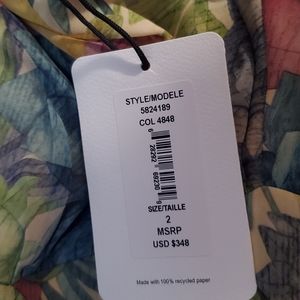 STYLE/MODELE
5824189
COL 4848
SIZE/TAILLE
2
MSRP
USD $348
Made with 100% recycled paper